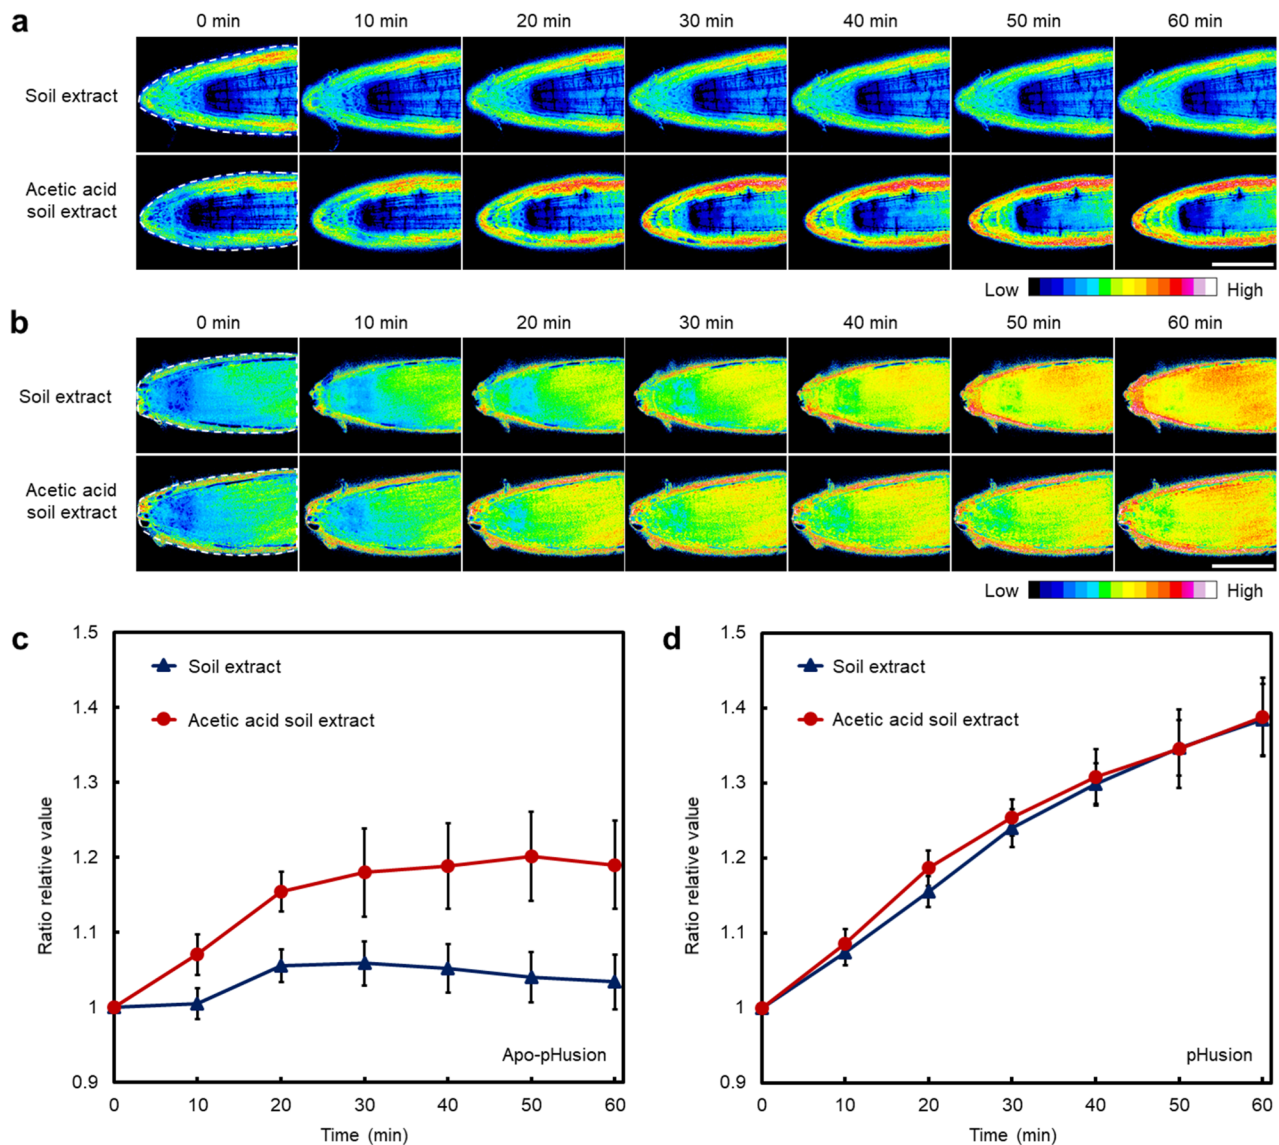 a
0 min 10 min 20 min 30 min 40 min 50 min 60 min
Soil extract
Acetic acid
soil extract
Low High
b
0 min 10 min 20 min 30 min 40 min 50 min 60 min
Soil extract
Acetic acid
soil extract
Low High
c
1.5
1.4
1.3
1.2
1.1
1
0.9
Ratio relative value
Soil extract
Acetic acid soil extract
Apo-pHusion
0 10 20 30 40 50 60
Time (min)
d
1.5
1.4
1.3
1.2
1.1
1
0.9
Ratio relative value
Soil extract
Acetic acid soil extract
pHusion
0 10 20 30 40 50 60
Time (min)